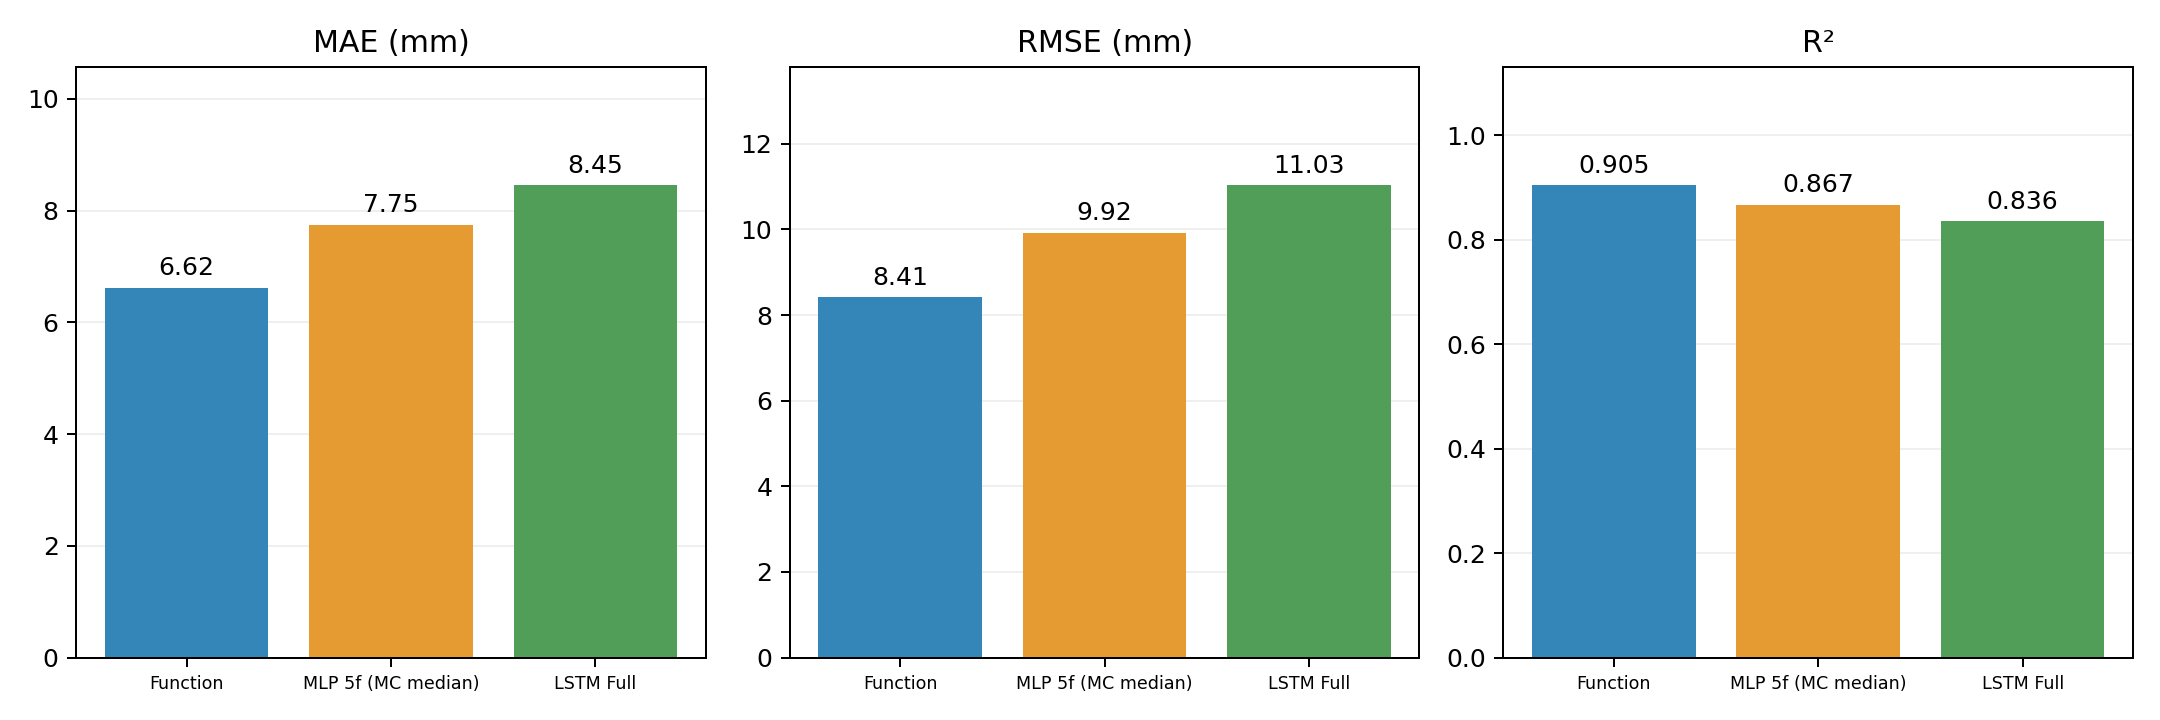 MAE (mm)
10
8
6
4
2
0
6.62
7.75
8.45
Function
MLP 5f (MC median)
LSTM Full
RMSE (mm)
12
10
8
6
4
2
0
8.41
9.92
11.03
Function
MLP 5f (MC median)
LSTM Full
R²
1.0
0.8
0.6
0.4
0.2
0.0
0.905
0.867
0.836
Function
MLP 5f (MC median)
LSTM Full